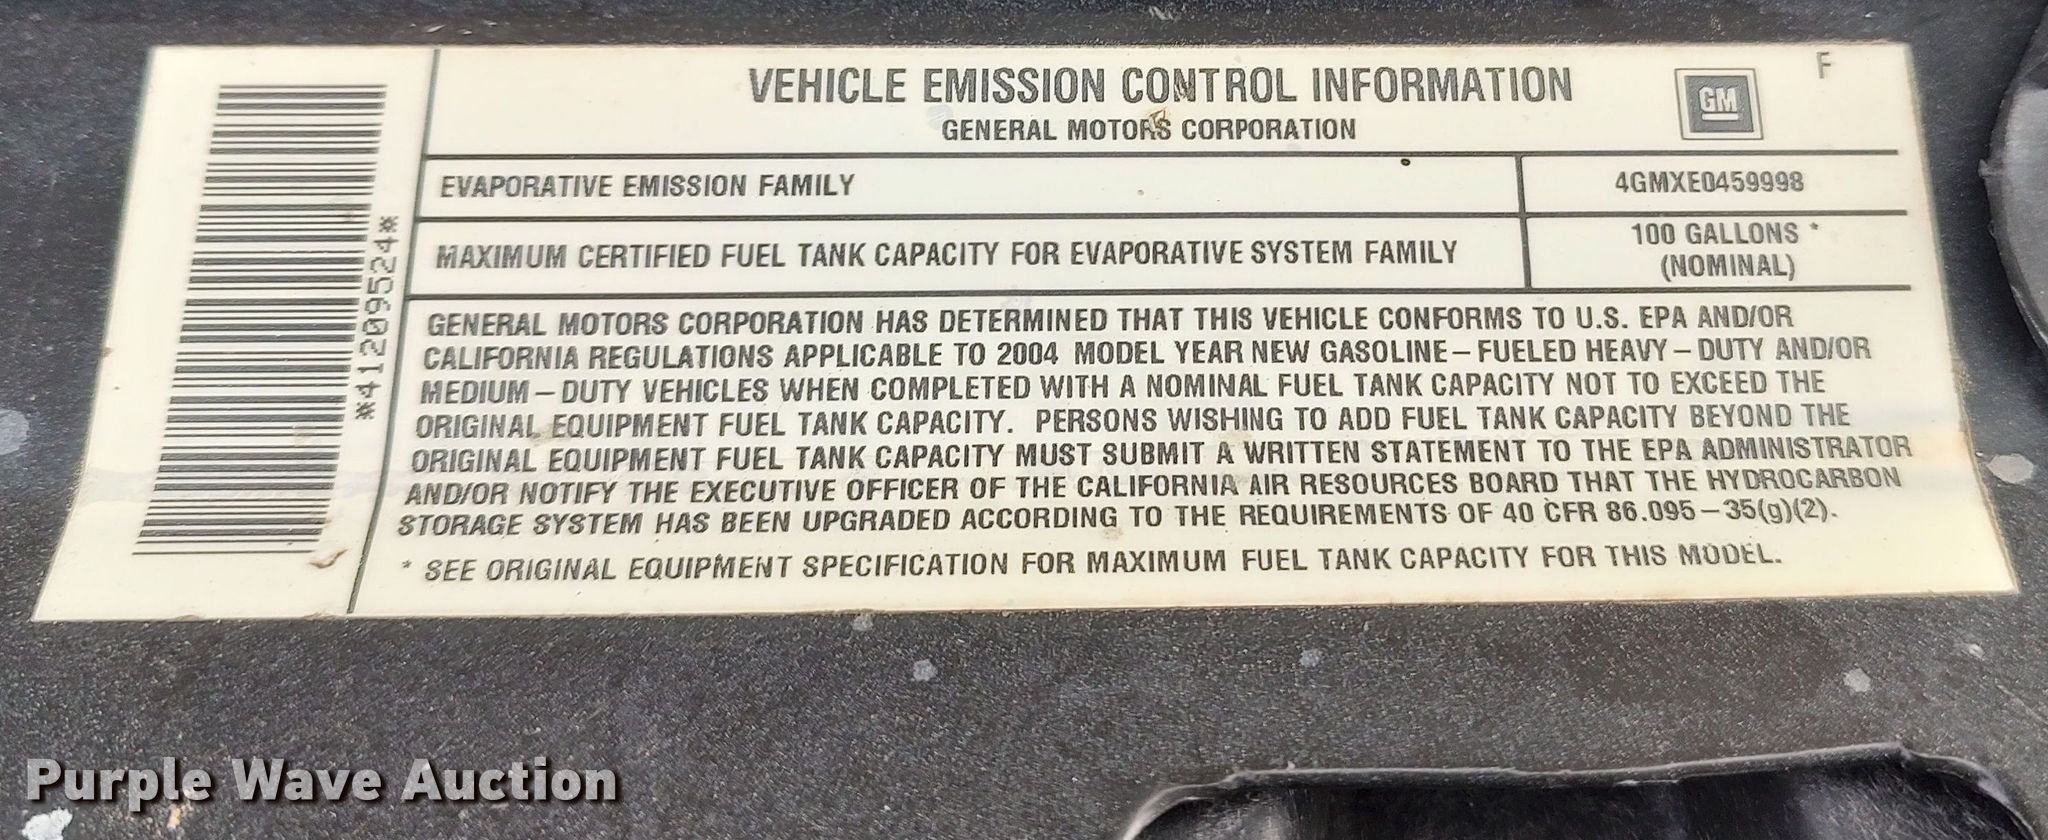 VEHICLE EMISSION CONTROL INFORMATION
GENERAL MOTORS CORPORATION
GM
F
EVAPORATIVE EMISSION FAMILY 4GMXE0459998
MAXIMUM CERTIFIED FUEL TANK CAPACITY FOR EVAPORATIVE SYSTEM FAMILY 100 GALLONS *
(NOMINAL)
GENERAL MOTORS CORPORATION HAS DETERMINED THAT THIS VEHICLE CONFORMS TO U.S. EPA AND/OR
CALIFORNIA REGULATIONS APPLICABLE TO 2004 MODEL YEAR NEW GASOLINE-FUELED HEAVY-DUTY AND/OR
MEDIUM-DUTY VEHICLES WHEN COMPLETED WITH A NOMINAL FUEL TANK CAPACITY NOT TO EXCEED THE
ORIGINAL EQUIPMENT FUEL TANK CAPACITY. PERSONS WISHING TO ADD FUEL TANK CAPACITY BEYOND THE
ORIGINAL EQUIPMENT FUEL TANK CAPACITY MUST SUBMIT A WRITTEN STATEMENT TO THE EPA ADMINISTRATOR
AND/OR NOTIFY THE EXECUTIVE OFFICER OF THE CALIFORNIA AIR RESOURCES BOARD THAT THE HYDROCARBON
STORAGE SYSTEM HAS BEEN UPGRADED ACCORDING TO THE REQUIREMENTS OF 40 CFR 86.095-35(g)(2).
* SEE ORIGINAL EQUIPMENT SPECIFICATION FOR MAXIMUM FUEL TANK CAPACITY FOR THIS MODEL.
*41209524*
Purple Wave Auction